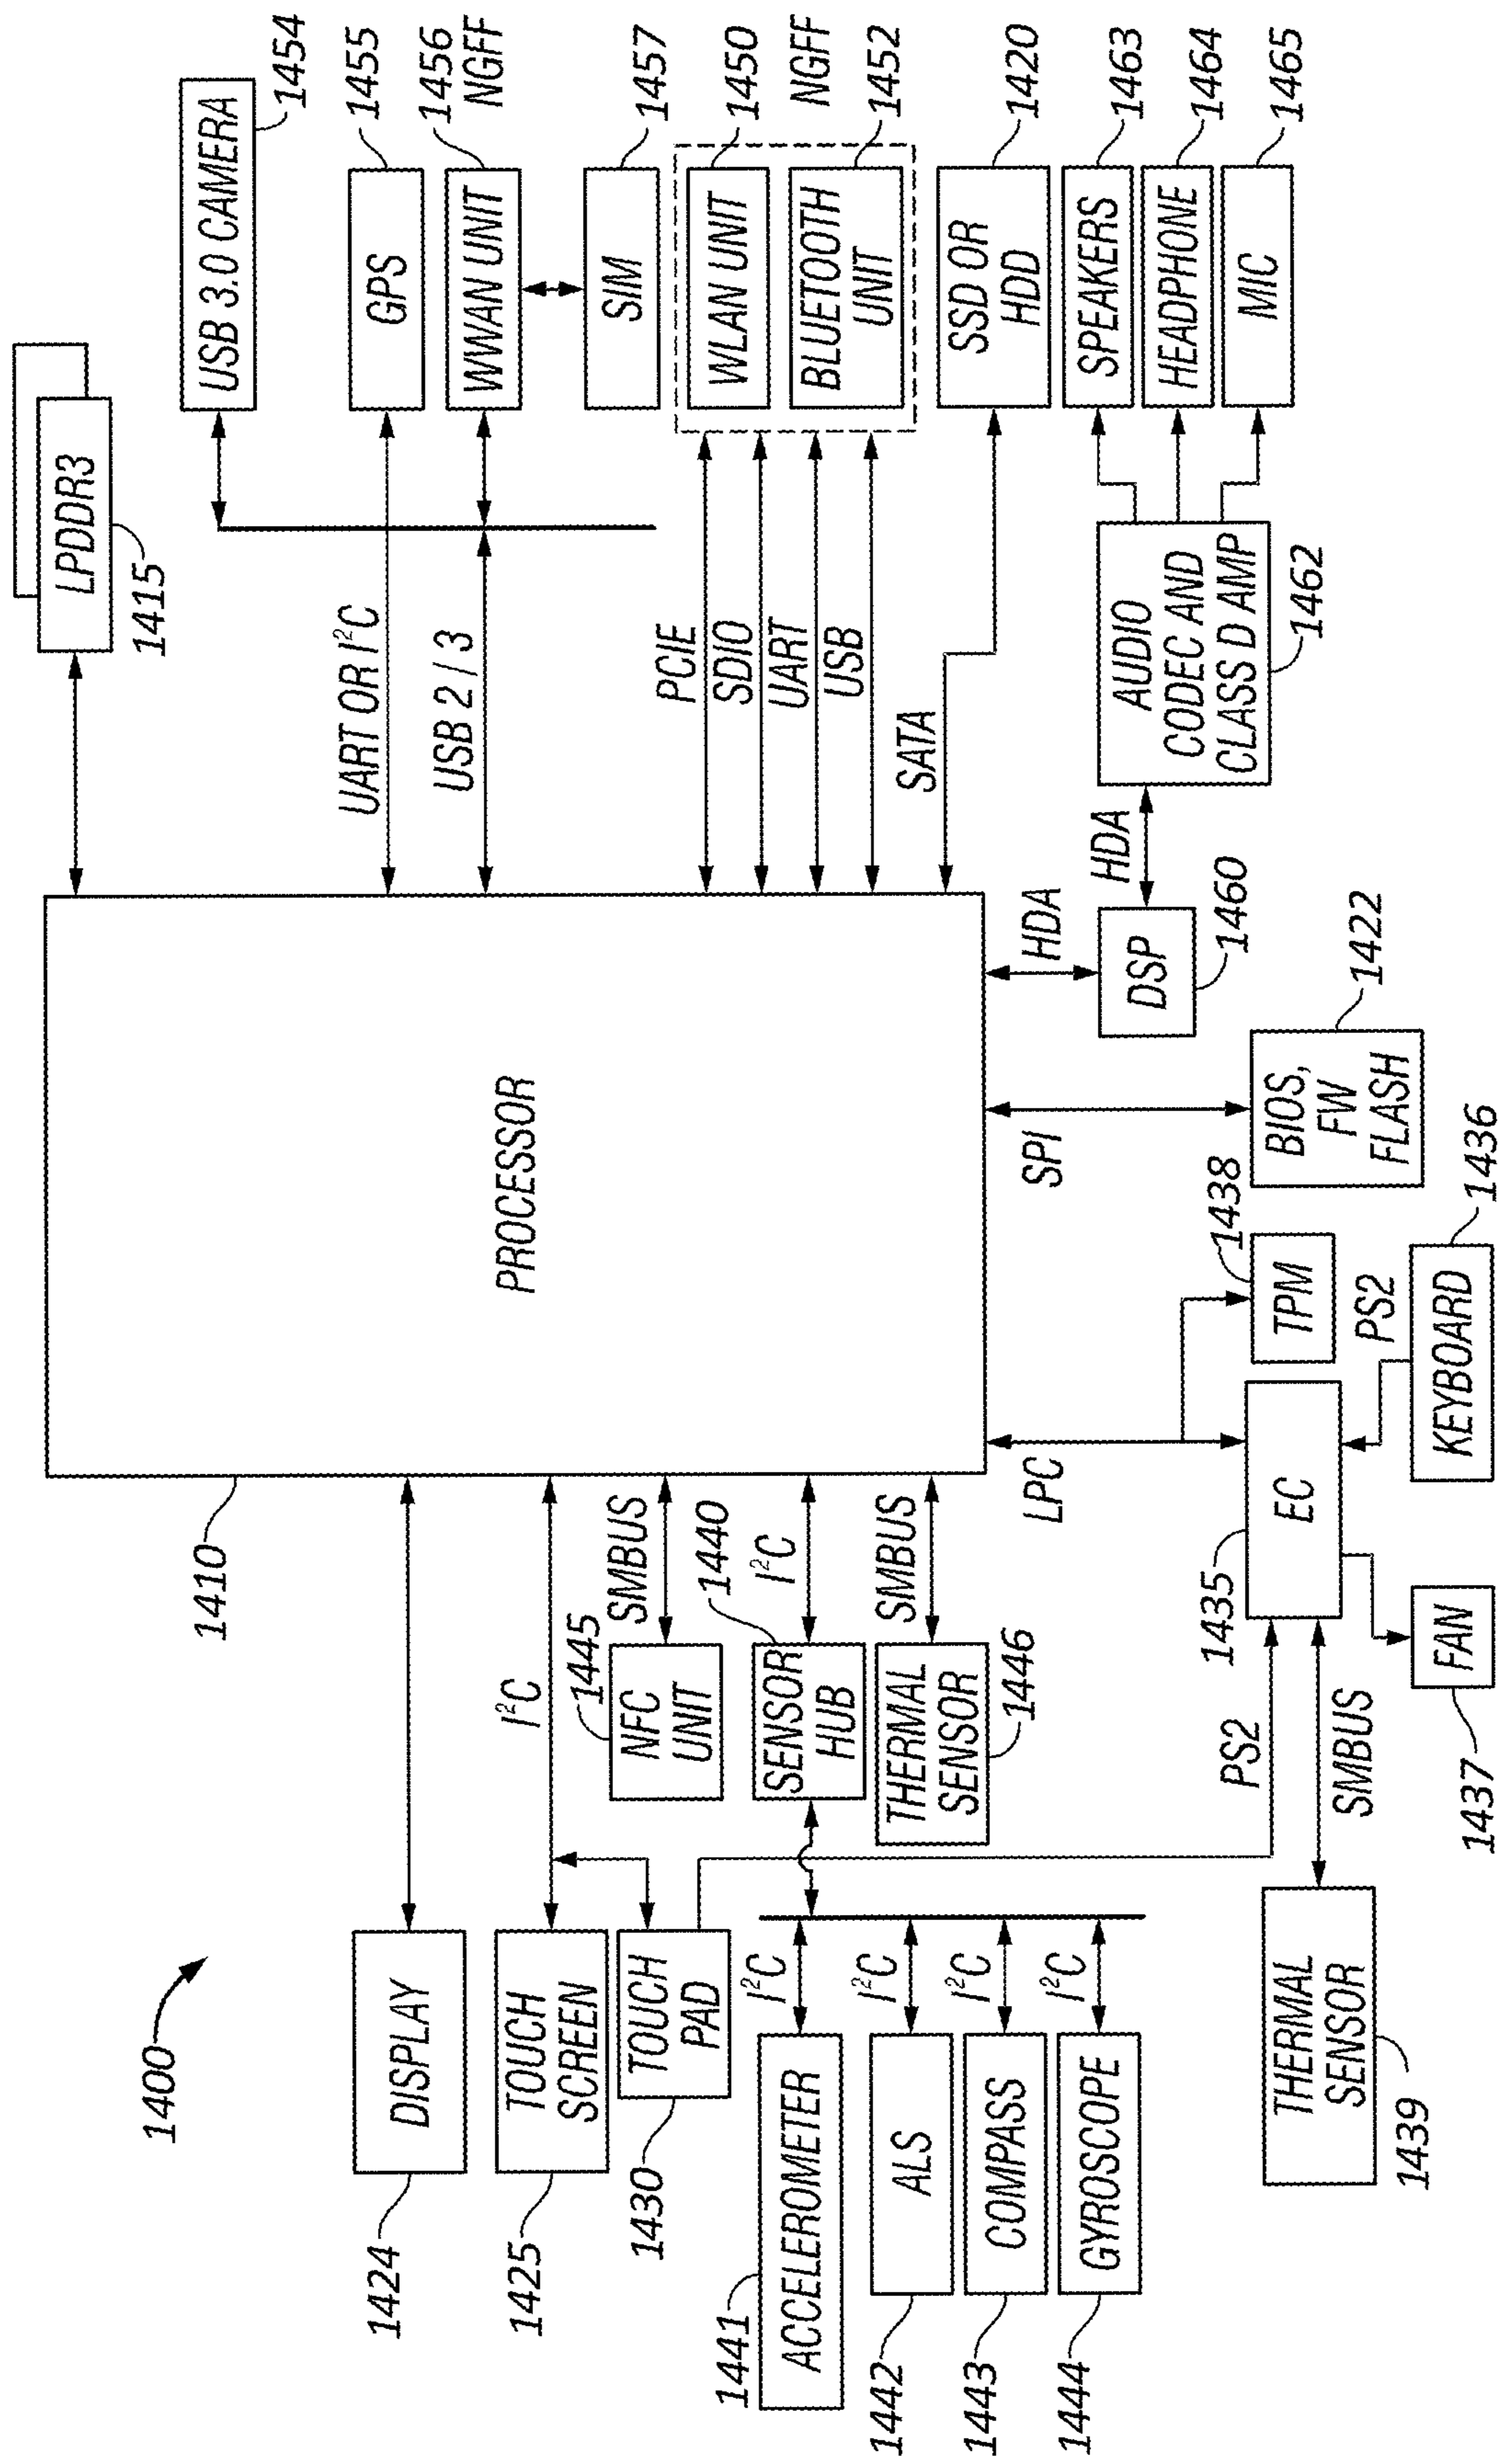 1400
LPDDR3
1415
USB 3.0 CAMERA
1454
1455
GPS
UART OR I²C
1456
NGFF
WWAN UNIT
USB 2 / 3
1457
SIM
1450
WLAN UNIT
NGFF
1452
BLUETOOTH
UNIT
PCIE
SDIO
UART
USB
1420
SSD OR
HDD
SATA
1463
SPEAKERS
1464
HEADPHONE
1465
MIC
AUDIO
CODEC AND
CLASS D AMP
1462
HDA
HDA
DSP
1460
PROCESSOR
1410
SPI
BIOS,
FW
FLASH
1422
LPC
TPM
1438
EC
1435
PS2
KEYBOARD
1436
FAN
1437
PS2
SMBUS
THERMAL
SENSOR
1439
DISPLAY
1424
I²C
TOUCH
SCREEN
1425
TOUCH
PAD
1430
SMBUS
NFC
UNIT
1445
I²C
SENSOR
HUB
1440
SMBUS
THERMAL
SENSOR
1446
I²C
ACCELEROMETER
1441
I²C
ALS
1442
I²C
COMPASS
1443
I²C
GYROSCOPE
1444